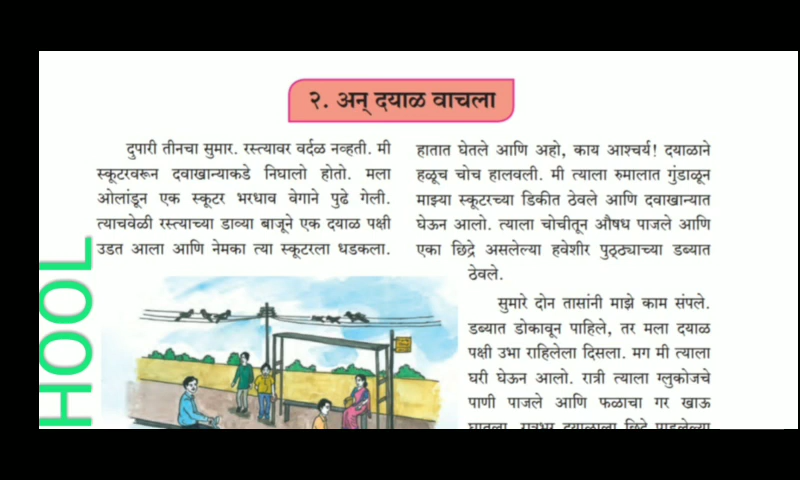 २. अन् दयाळ वाचला
दुपारी तीनचा सुमार. रस्त्यावर वर्दळ नव्हती. मी
स्कूटरवरून दवाखान्याकडे निघालो होतो. मला
ओलांडून एक स्कूटर भरधाव वेगाने पुढे गेली.
त्याचवेळी रस्त्याच्या डाव्या बाजूने एक दयाळ पक्षी
उडत आला आणि नेमका त्या स्कूटरला धडकला.
हातात घेतले आणि अहो, काय आश्चर्य! दयाळाने
हळूच चोच हालवली. मी त्याला रुमालात गुंडाळून
माझ्या स्कूटरच्या डिकीत ठेवले आणि दवाखान्यात
घेऊन आलो. त्याला चोचीतून औषध पाजले आणि
एका छिद्रे असलेल्या हवेशीर पुठ्ठ्याच्या डब्यात
ठेवले.
सुमारे दोन तासांनी माझे काम संपले.
डब्यात डोकावून पाहिले, तर मला दयाळ
पक्षी उभा राहिलेला दिसला. मग मी त्याला
घरी घेऊन आलो. रात्री त्याला ग्लुकोजचे
पाणी पाजले आणि फळाचा गर खाऊ
HOOL